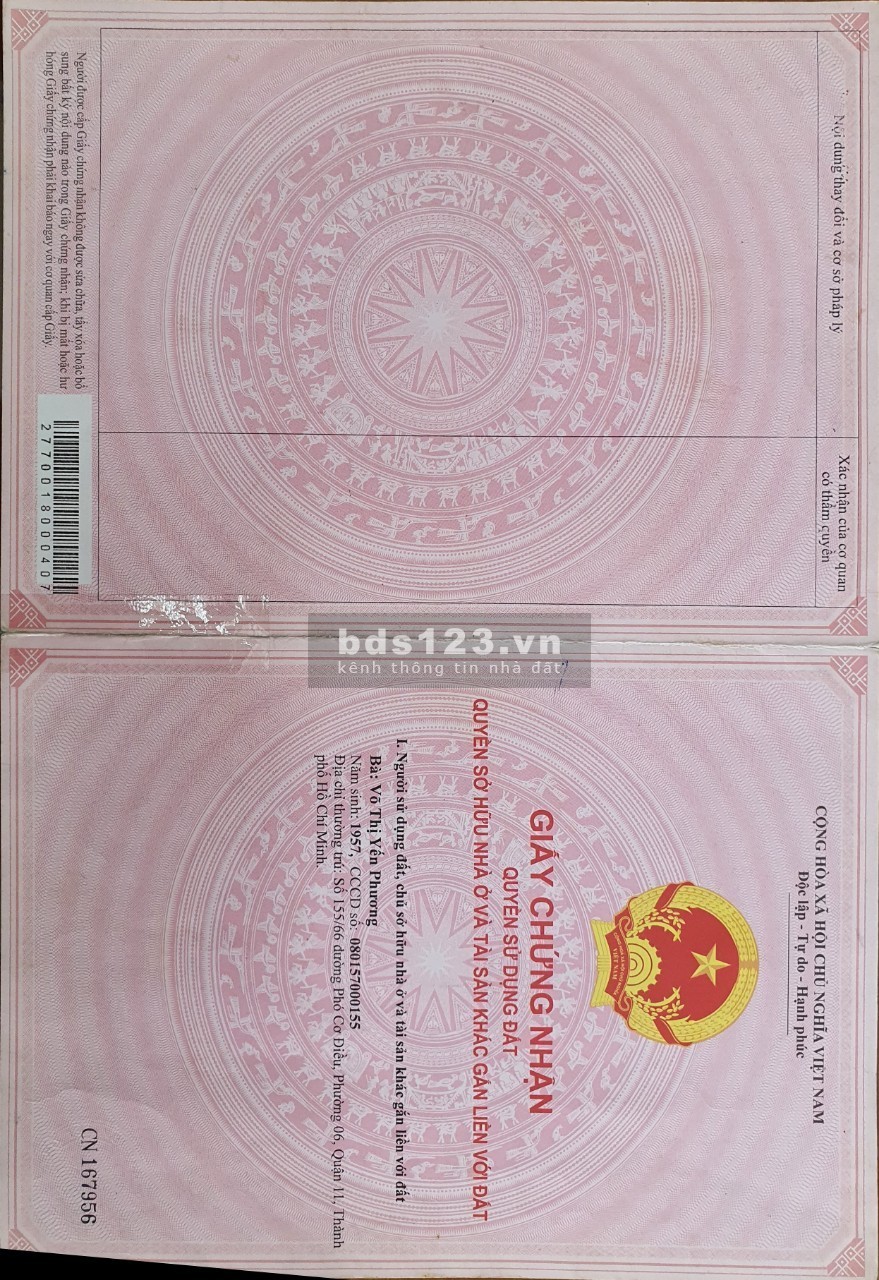 Nội dung thay đổi và cơ sở pháp lý
Xác nhận của cơ quan
có thẩm quyền
Người được cấp Giấy chứng nhận không được sửa chữa, tẩy xóa hoặc bổ
sung bất kỳ nội dung nào trong Giấy chứng nhận; khi bị mất hoặc hư
hỏng Giấy chứng nhận phải khai báo ngay với cơ quan cấp Giấy.
2770018000407
bds123.vn
kênh thông tin nhà đất
CỘNG HÒA XÃ HỘI CHỦ NGHĨA VIỆT NAM
Độc lập - Tự do - Hạnh phúc
GIẤY CHỨNG NHẬN
QUYỀN SỬ DỤNG ĐẤT
QUYỀN SỞ HỮU NHÀ Ở VÀ TÀI SẢN KHÁC GẮN LIỀN VỚI ĐẤT
I. Người sử dụng đất, chủ sở hữu nhà ở và tài sản khác gắn liền với đất
Bà: Võ Thị Yến Phương
Năm sinh: 1957, CCCD số: 080157000155
Địa chỉ thường trú: Số 155/66 đường Phó Cơ Điều, Phường 06, Quận 11, Thành
phố Hồ Chí Minh.
CN 167956